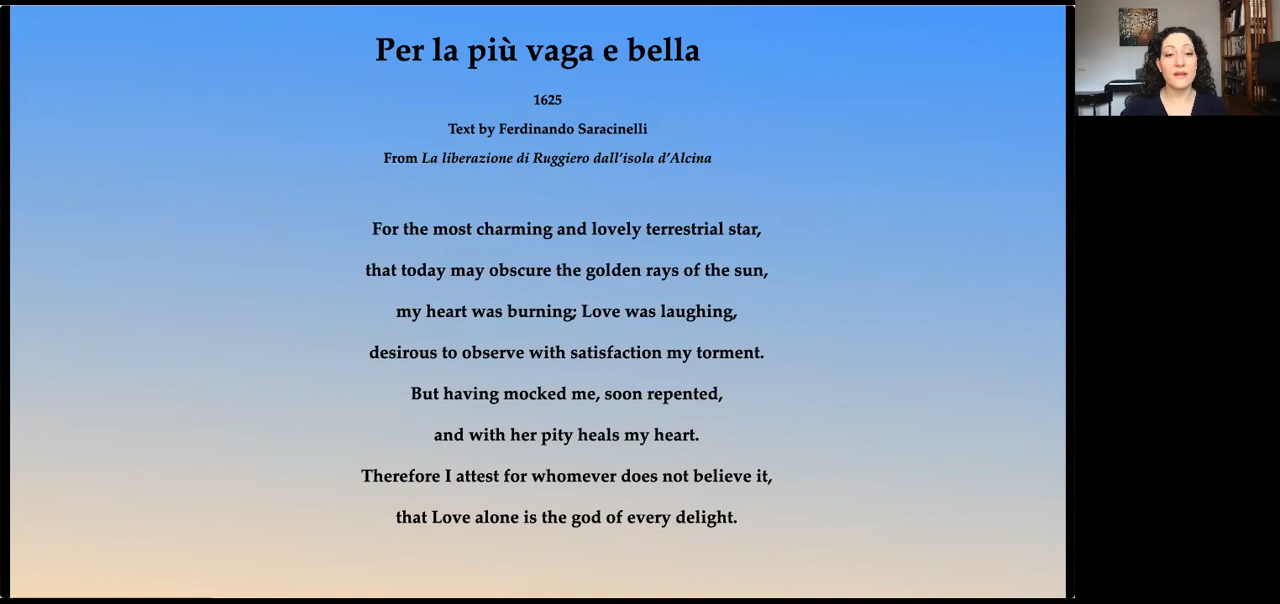 Per la più vaga e bella
1625
Text by Ferdinando Saracinelli
From La liberazione di Ruggiero dall’isola d’Alcina
For the most charming and lovely terrestrial star,
that today may obscure the golden rays of the sun,
my heart was burning; Love was laughing,
desirous to observe with satisfaction my torment.
But having mocked me, soon repented,
and with her pity heals my heart.
Therefore I attest for whomever does not believe it,
that Love alone is the god of every delight.